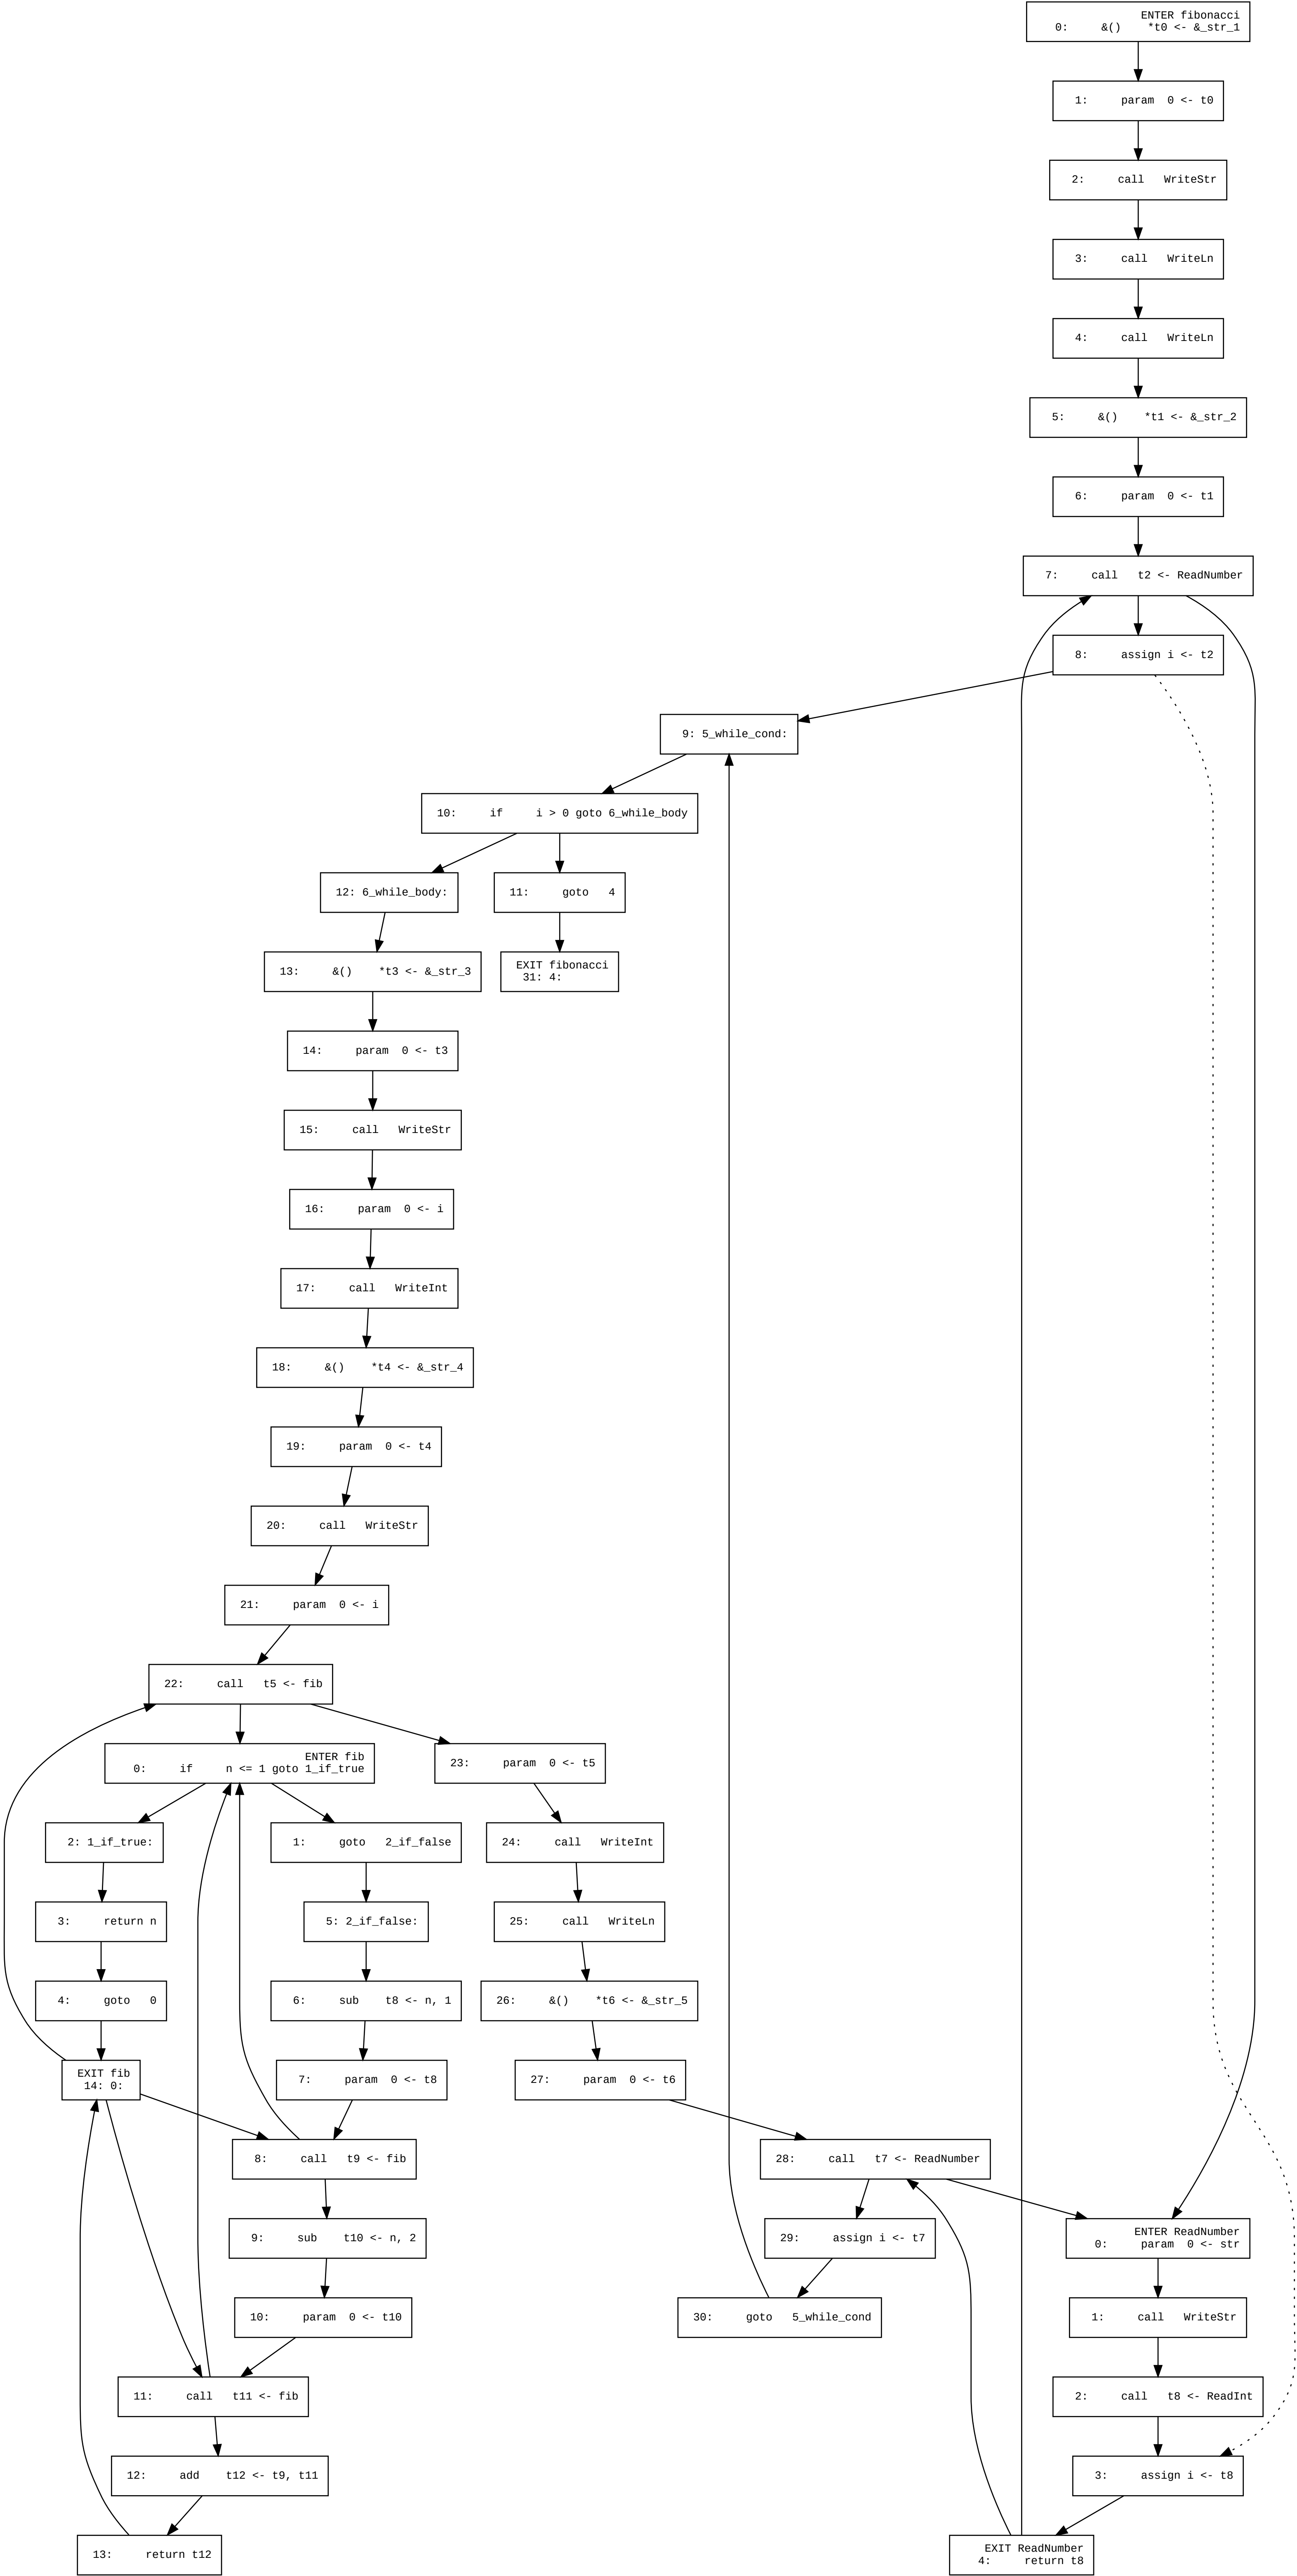 ENTER fibonacci
0: &() *t0 <- &_str_1
1: param 0 <- t0
2: call WriteStr
3: call WriteLn
4: call WriteLn
5: &() *t1 <- &_str_2
6: param 0 <- t1
7: call t2 <- ReadNumber
8: assign i <- t2
9: 5_while_cond:
10: if i > 0 goto 6_while_body
12: 6_while_body:
11: goto 4
13: &() *t3 <- &_str_3
EXIT fibonacci
31: 4:
14: param 0 <- t3
15: call WriteStr
16: param 0 <- i
17: call WriteInt
18: &() *t4 <- &_str_4
19: param 0 <- t4
20: call WriteStr
21: param 0 <- i
22: call t5 <- fib
ENTER fib
0: if n <= 1 goto 1_if_true
23: param 0 <- t5
2: 1_if_true:
1: goto 2_if_false
24: call WriteInt
3: return n
5: 2_if_false:
25: call WriteLn
4: goto 0
6: sub t8 <- n, 1
26: &() *t6 <- &_str_5
EXIT fib
14: 0:
7: param 0 <- t8
27: param 0 <- t6
8: call t9 <- fib
28: call t7 <- ReadNumber
9: sub t10 <- n, 2
29: assign i <- t7
ENTER ReadNumber
0: param 0 <- str
10: param 0 <- t10
30: goto 5_while_cond
1: call WriteStr
11: call t11 <- fib
2: call t8 <- ReadInt
12: add t12 <- t9, t11
3: assign i <- t8
13: return t12
EXIT ReadNumber
4: return t8